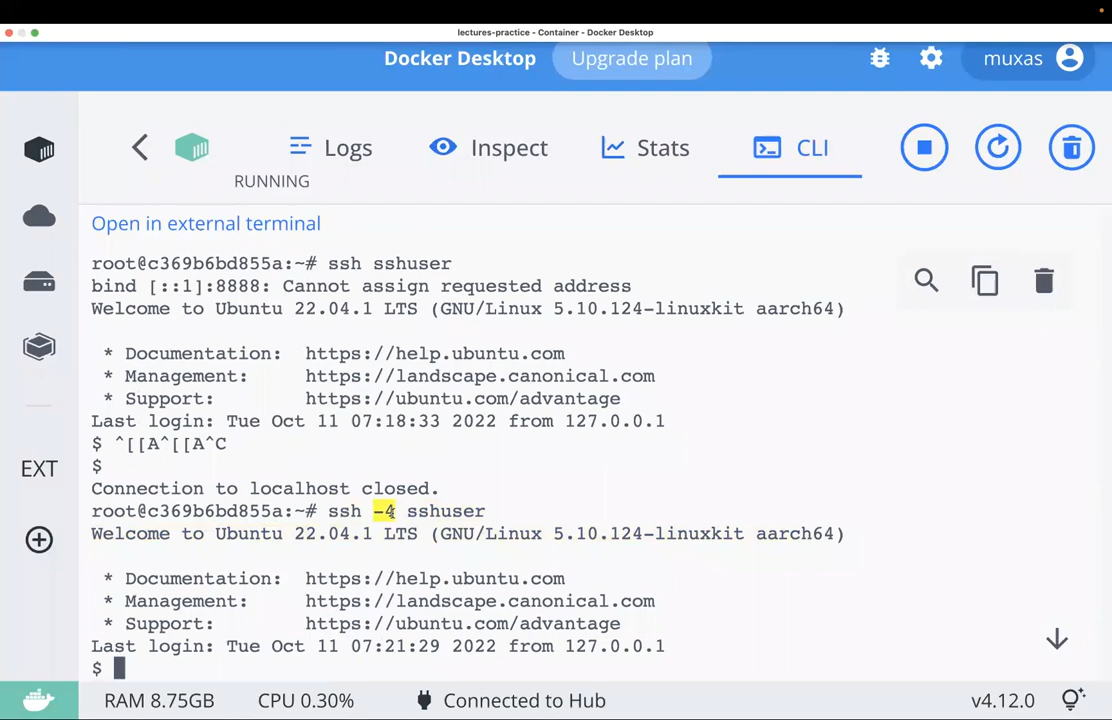 lectures-practice - Container - Docker Desktop
Docker Desktop
Upgrade plan
muxas
Logs
Inspect
Stats
CLI
RUNNING
Open in external terminal
root@c369b6bd855a:~# ssh sshuser
bind [::1]:8888: Cannot assign requested address
Welcome to Ubuntu 22.04.1 LTS (GNU/Linux 5.10.124-linuxkit aarch64)
* Documentation: https://help.ubuntu.com
* Management: https://landscape.canonical.com
* Support: https://ubuntu.com/advantage
Last login: Tue Oct 11 07:18:33 2022 from 127.0.0.1
$ ^[[A^[[A^C
$
Connection to localhost closed.
root@c369b6bd855a:~# ssh -4 sshuser
Welcome to Ubuntu 22.04.1 LTS (GNU/Linux 5.10.124-linuxkit aarch64)
* Documentation: https://help.ubuntu.com
* Management: https://landscape.canonical.com
* Support: https://ubuntu.com/advantage
Last login: Tue Oct 11 07:21:29 2022 from 127.0.0.1
$
EXT
RAM 8.75GB
CPU 0.30%
Connected to Hub
v4.12.0